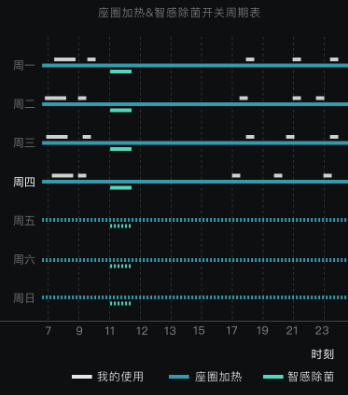 座圈加热&智感除菌开关周期表
周一
周二
周三
周四
周五
周六
周日
7 9 11 12 13 15 17 19 21 23
时刻
我的使用 座圈加热 智感除菌